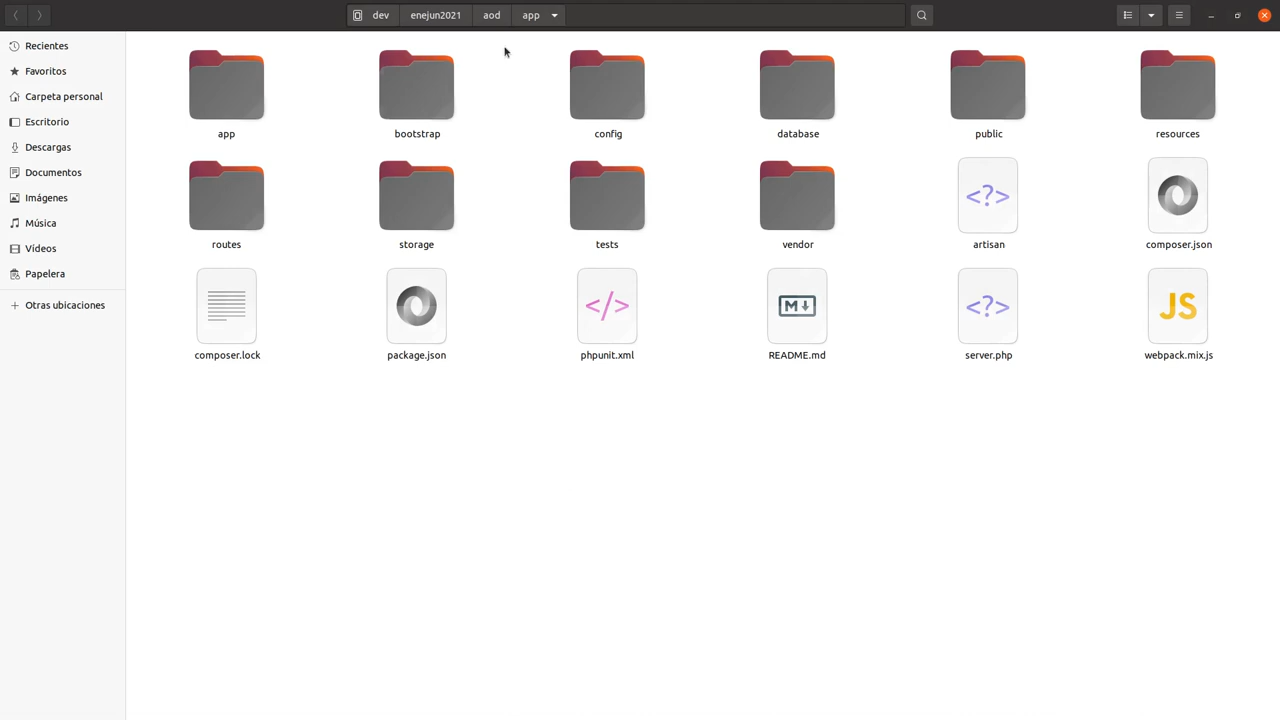 dev enejun2021 aod app
Recientes
Favoritos
Carpeta personal
Escritorio
Descargas
Documentos
Imágenes
Música
Vídeos
Papelera
Otras ubicaciones
app bootstrap config database public resources
routes storage tests vendor artisan composer.json
<?>
composer.lock package.json phpunit.xml README.md server.php webpack.mix.js
</>
M
<?>
JS